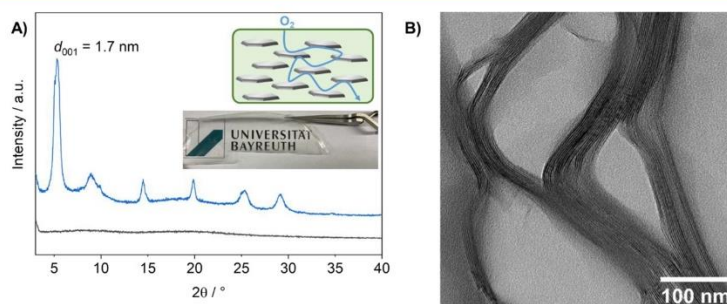 A)
d001 = 1.7 nm
O2
UNIVERSITÄT
BAYREUTH
Intensity / a.u.
5 10 15 20 25 30 35 40
2θ / °
B)
100 nm